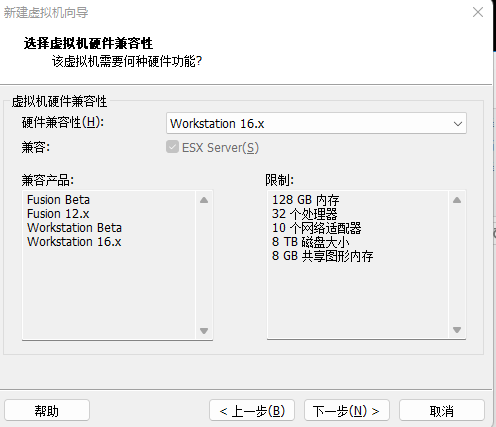 新建虚拟机向导
选择虚拟机硬件兼容性
该虚拟机需要何种硬件功能?
虚拟机硬件兼容性
硬件兼容性(H): Workstation 16.x
兼容: ESX Server(S)
兼容产品:
Fusion Beta
Fusion 12.x
Workstation Beta
Workstation 16.x
限制:
128 GB 内存
32 个处理器
10 个网络适配器
8 TB 磁盘大小
8 GB 共享图形内存
帮助 < 上一步(B) 下一步(N) > 取消